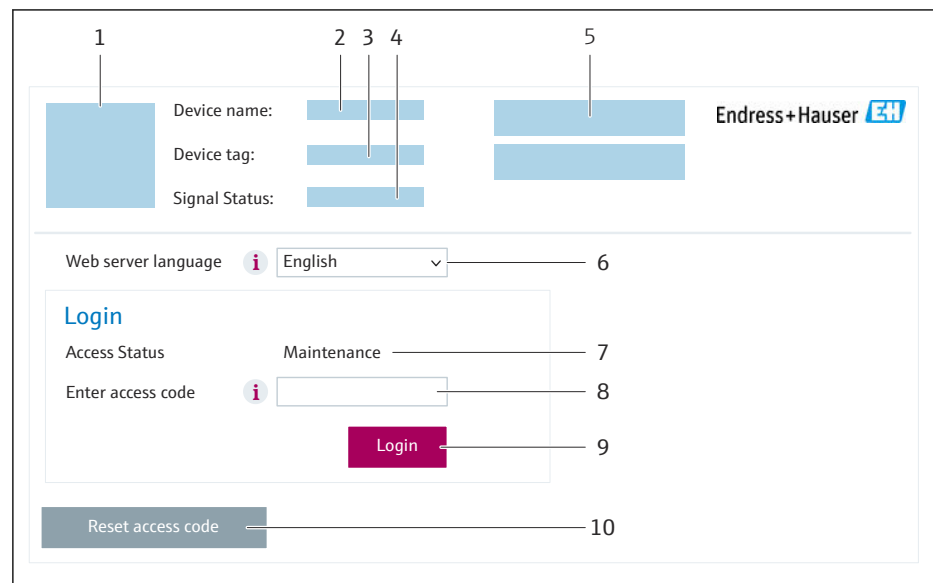 1 2 3 4 5
Device name:
Endress+Hauser EH
Device tag:
Signal Status:
Web server language i English 6
Login
Access Status Maintenance 7
Enter access code i 8
Login 9
Reset access code 10